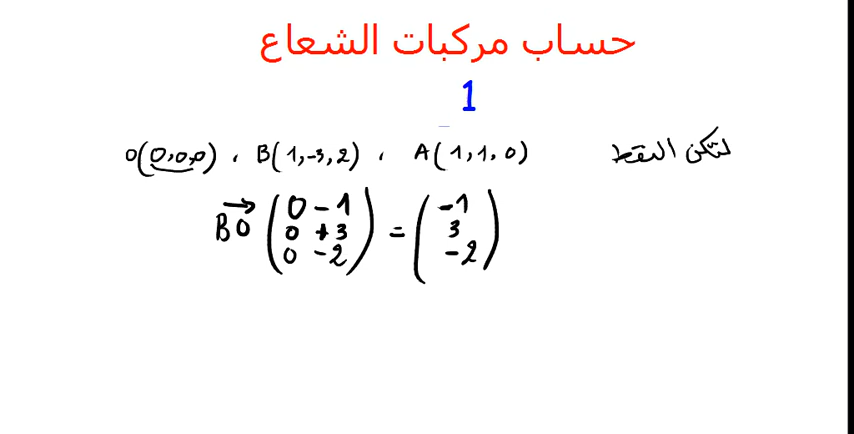 حساب مركبات الشعاع
1
لتكن النقط A(1,1,0) ، B(1,-3,2) ، O(0,0,0)
BO (0 - 1
0 + 3
0 - 2) = (-1
3
-2)